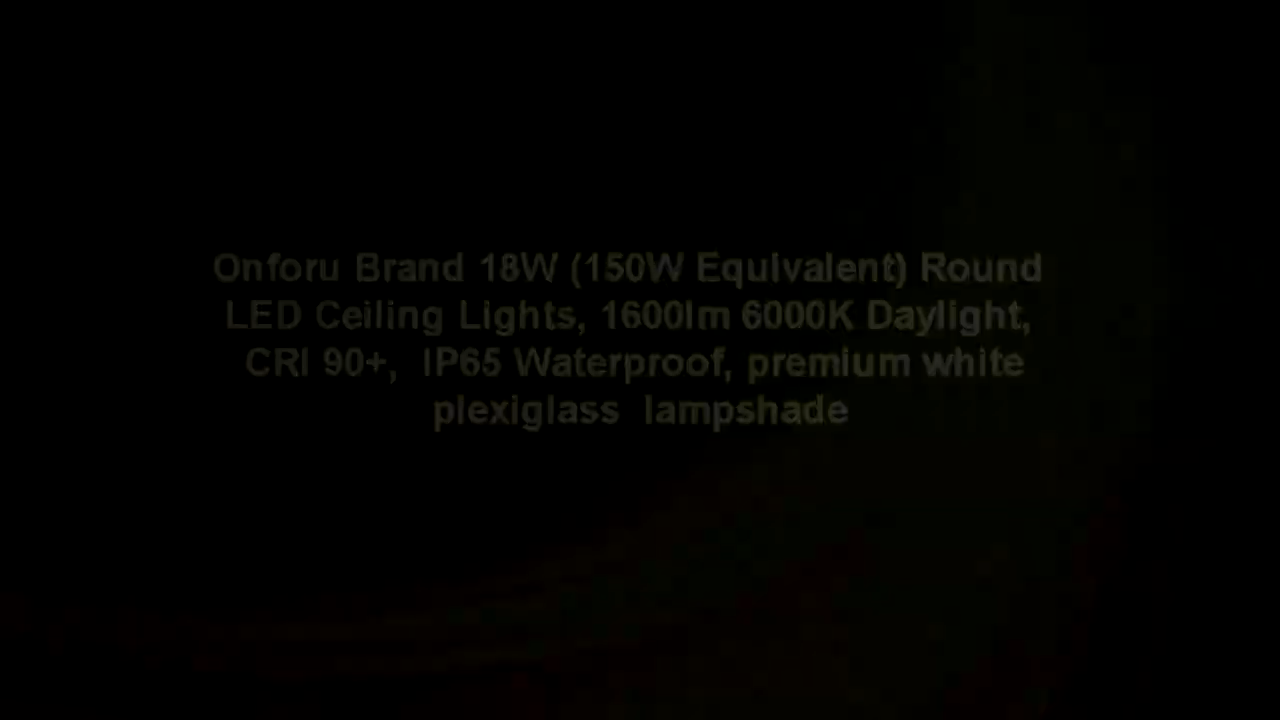 Onforu Brand 18W (150W Equivalent) Round
LED Ceiling Lights, 1600lm 6000K Daylight,
CRI 90+, IP65 Waterproof, premium white
plexiglass lampshade